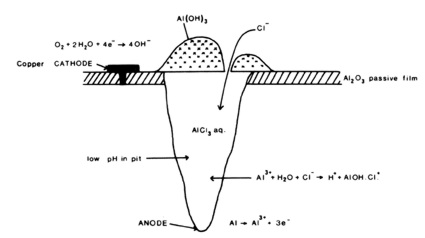 Al(OH)₃
Cl⁻
O₂ + 2H₂O + 4e⁻ → 4OH⁻
Copper CATHODE
Al₂O₃ passive film
AlCl₃ aq.
low pH in pit
Al³⁺ + H₂O + Cl⁻ → H⁺ + AlOH.Cl⁺
ANODE Al → Al³⁺ + 3e⁻